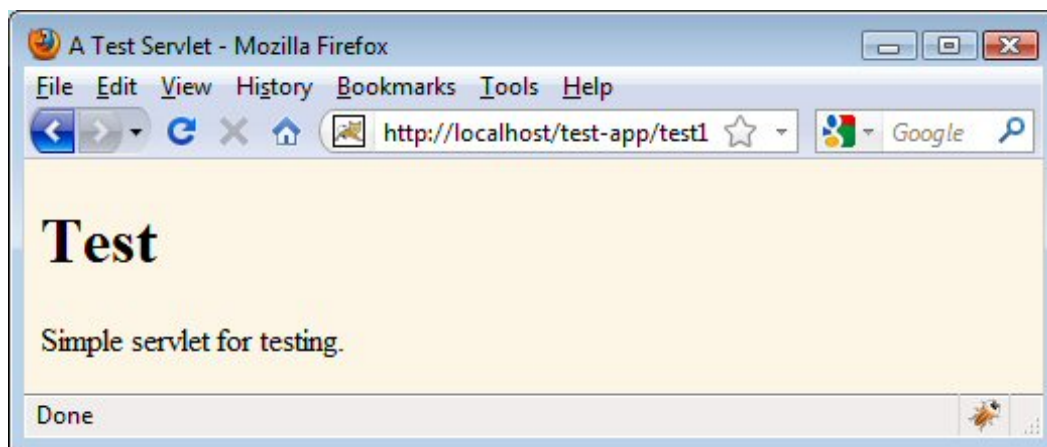 A Test Servlet - Mozilla Firefox
File Edit View History Bookmarks Tools Help
http://localhost/test-app/test1 Google
Test
Simple servlet for testing.
Done